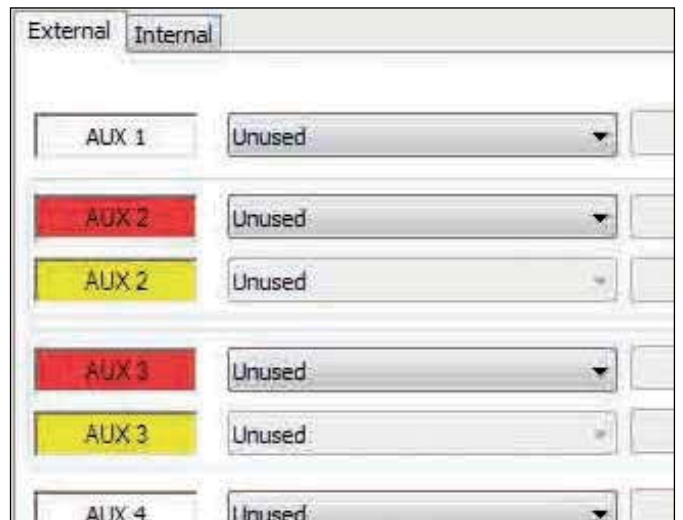 External Internal
AUX 1 Unused
AUX 2 Unused
AUX 2 Unused
AUX 3 Unused
AUX 3 Unused
AUX 4 Unused